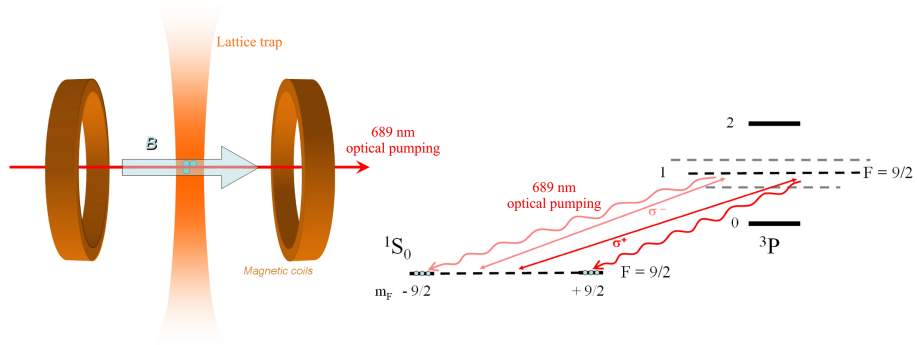 Lattice trap
B
689 nm
optical pumping
Magnetic coils
2
1
F = 9/2
689 nm
optical pumping
σ⁻
0
³P
σ⁺
¹S₀
F = 9/2
m_F - 9/2 + 9/2